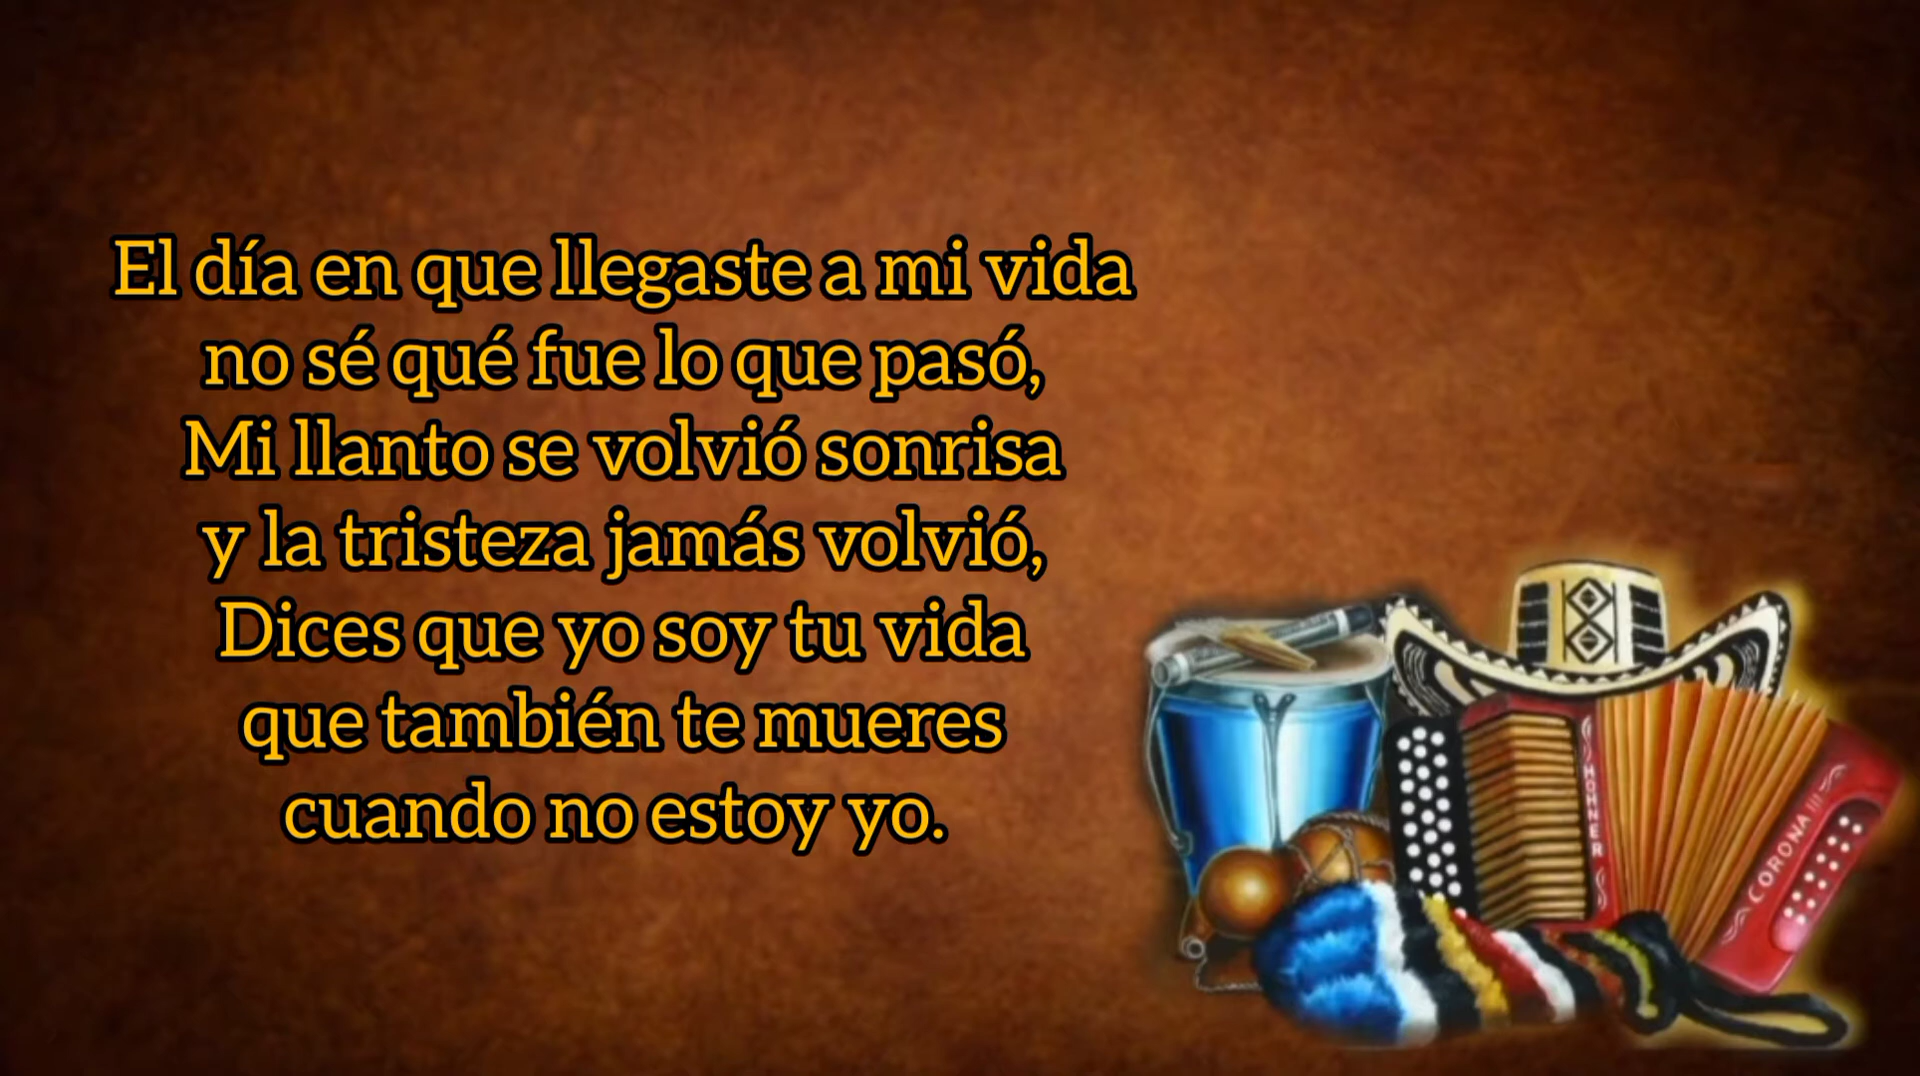 El día en que llegaste a mi vida
no sé qué fue lo que pasó,
Mi llanto se volvió sonrisa
y la tristeza jamás volvió,
Dices que yo soy tu vida
que también te mueres
cuando no estoy yo.
HOHNER
CORONA III